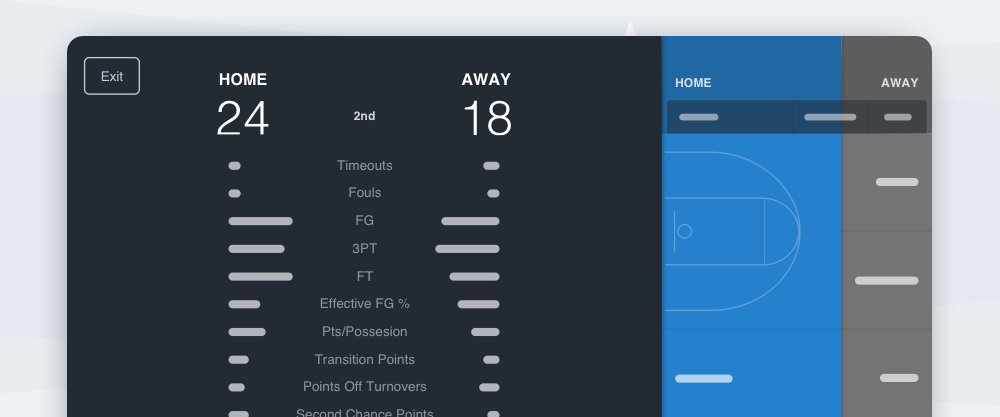 Exit
HOME
AWAY
24
2nd
18
Timeouts
Fouls
FG
3PT
FT
Effective FG %
Pts/Possesion
Transition Points
Points Off Turnovers
Second Chance Points
HOME
AWAY